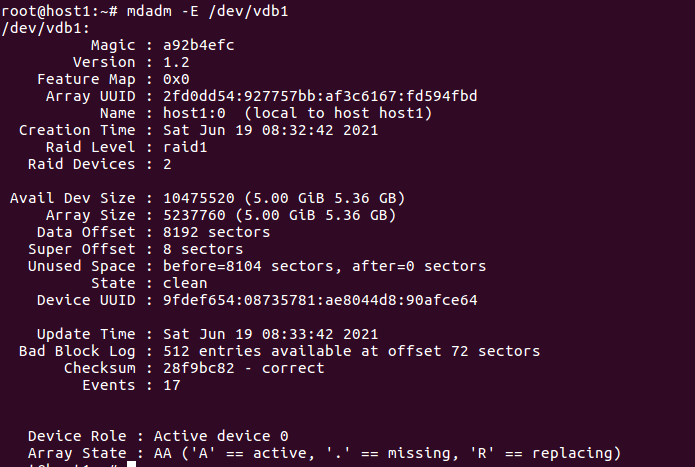 root@host1:~# mdadm -E /dev/vdb1
/dev/vdb1:
Magic : a92b4efc
Version : 1.2
Feature Map : 0x0
Array UUID : 2fd0dd54:927757bb:af3c6167:fd594fbd
Name : host1:0  (local to host host1)
Creation Time : Sat Jun 19 08:32:42 2021
Raid Level : raid1
Raid Devices : 2
Avail Dev Size : 10475520 (5.00 GiB 5.36 GB)
Array Size : 5237760 (5.00 GiB 5.36 GB)
Data Offset : 8192 sectors
Super Offset : 8 sectors
Unused Space : before=8104 sectors, after=0 sectors
State : clean
Device UUID : 9fdef654:08735781:ae8044d8:90afce64
Update Time : Sat Jun 19 08:33:42 2021
Bad Block Log : 512 entries available at offset 72 sectors
Checksum : 28f9bc82 - correct
Events : 17
Device Role : Active device 0
Array State : AA ('A' == active, '.' == missing, 'R' == replacing)